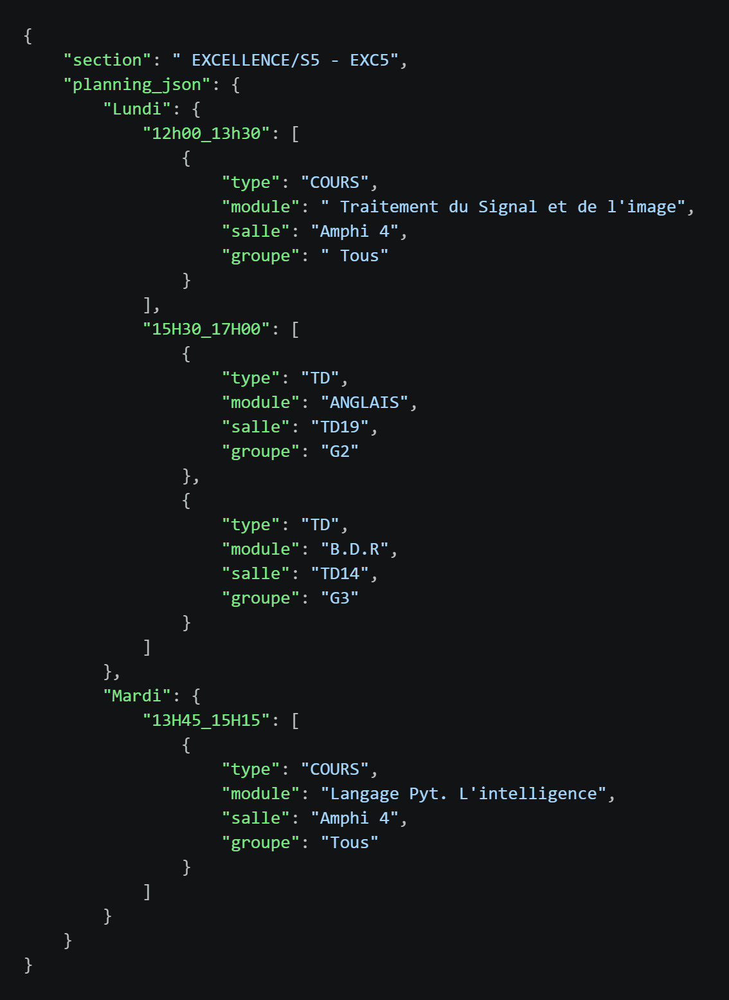 {
    "section": " EXCELLENCE/S5 - EXC5",
    "planning_json": {
        "Lundi": {
            "12h00_13h30": [
                {
                    "type": "COURS",
                    "module": " Traitement du Signal et de l'image",
                    "salle": "Amphi 4",
                    "groupe": " Tous"
                }
            ],
            "15H30_17H00": [
                {
                    "type": "TD",
                    "module": "ANGLAIS",
                    "salle": "TD19",
                    "groupe": "G2"
                },
                {
                    "type": "TD",
                    "module": "B.D.R",
                    "salle": "TD14",
                    "groupe": "G3"
                }
            ]
        },
        "Mardi": {
            "13H45_15H15": [
                {
                    "type": "COURS",
                    "module": "Langage Pyt. L'intelligence",
                    "salle": "Amphi 4",
                    "groupe": "Tous"
                }
            ]
        }
    }
}